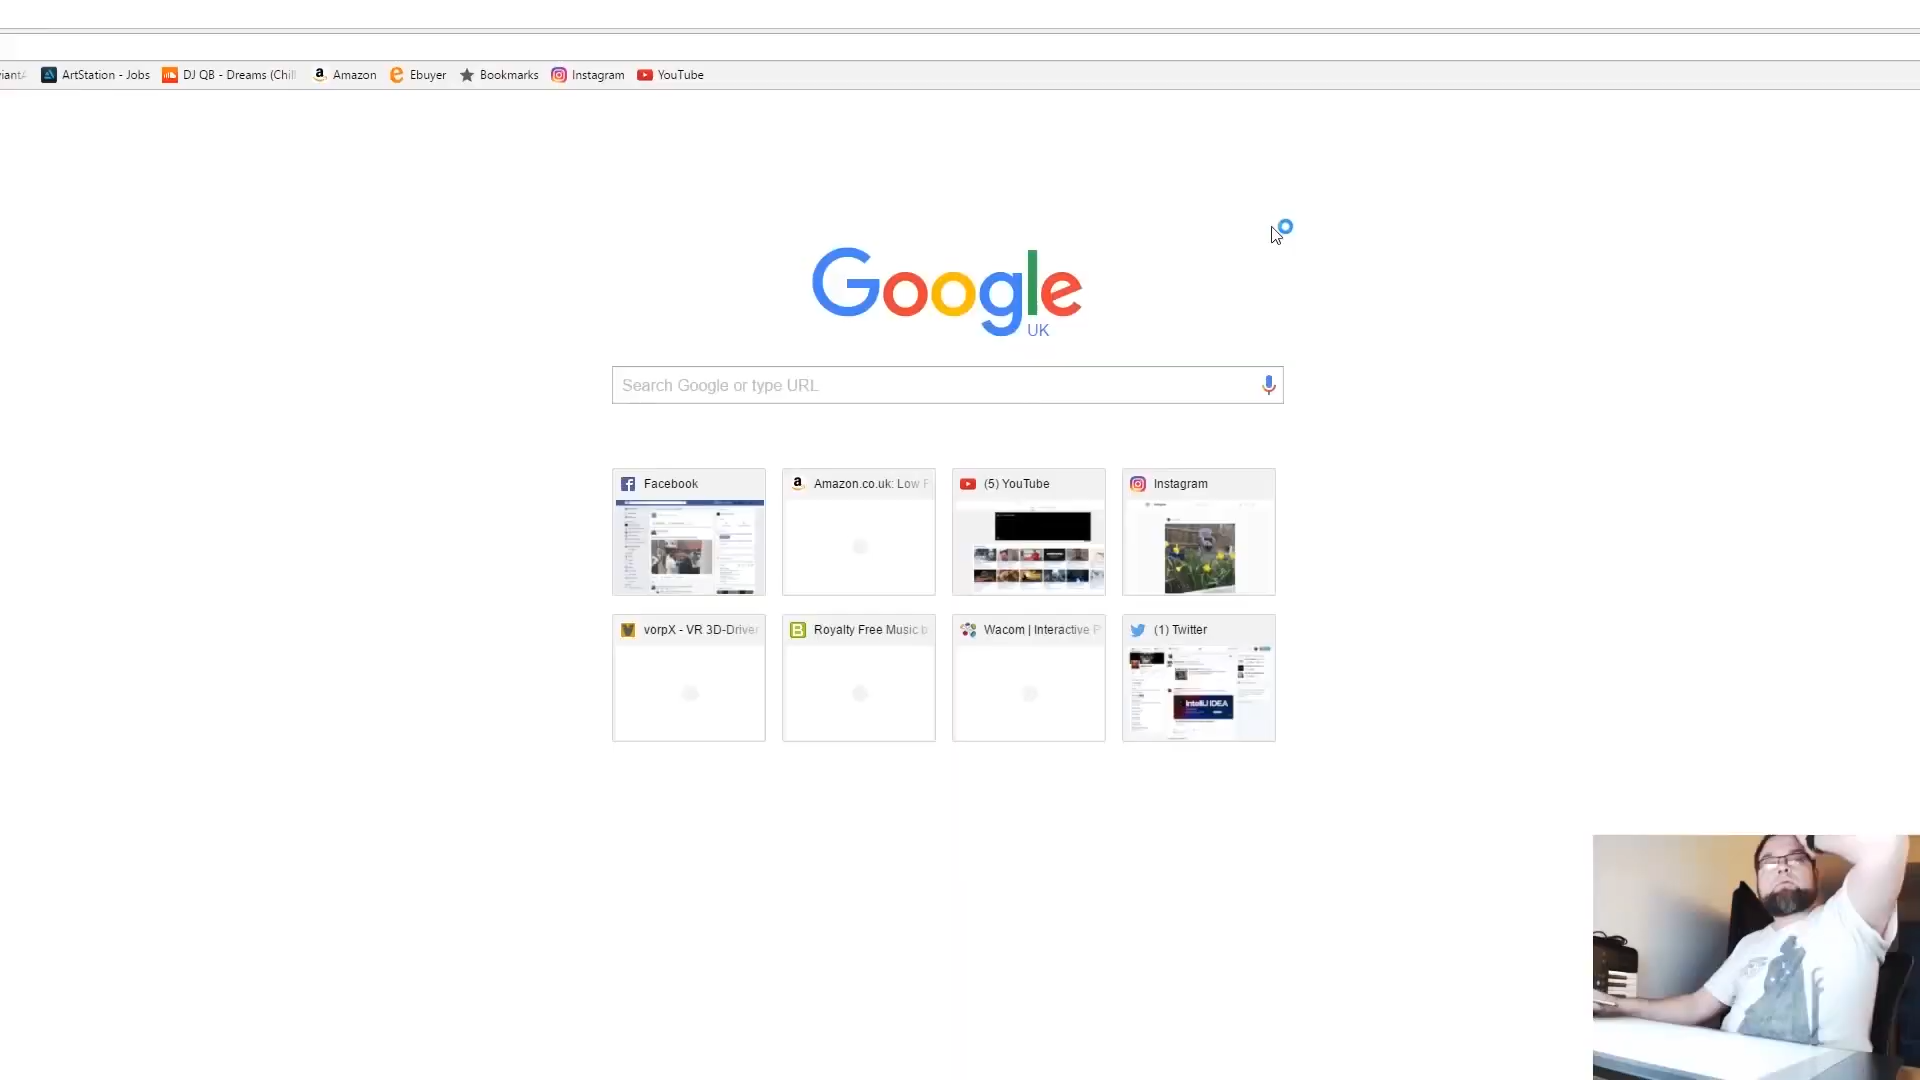 ArtStation - Jobs DJ QB - Dreams (Chil Amazon Ebuyer Bookmarks Instagram YouTube
Google
UK
Search Google or type URL
Facebook Amazon.co.uk: Low (5) YouTube Instagram
vorpX - VR 3D-Driver Royalty Free Music Wacom | Interactive (1) Twitter
IntelliJ IDEA